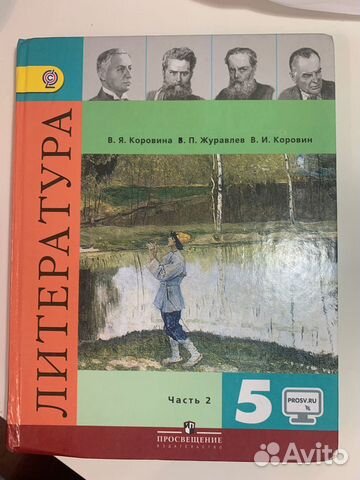 В. Я. Коровина В. П. Журавлев В. И. Коровин
ЛИТЕРАТУРА
Часть 2
5
PROSV.RU
ПРОСВЕЩЕНИЕ
ИЗДАТЕЛЬСТВО
Avito